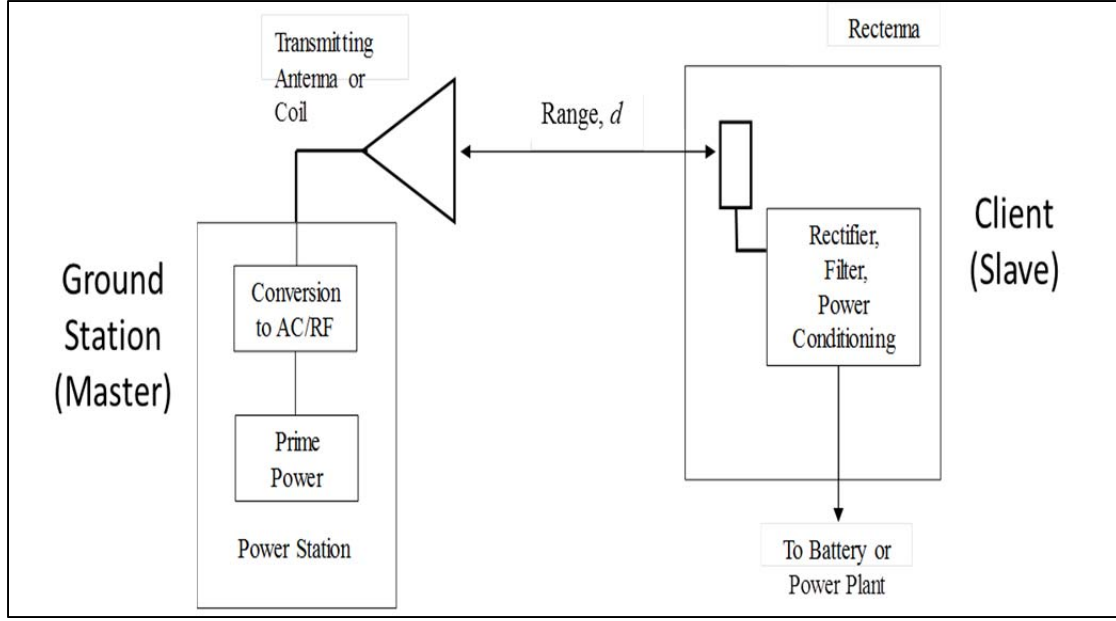 Transmitting
Antenna or
Coil
Rectenna
Range, d
Ground
Station
(Master)
Conversion
to AC/RF
Prime
Power
Power Station
Rectifier,
Filter,
Power
Conditioning
Client
(Slave)
To Battery or
Power Plant